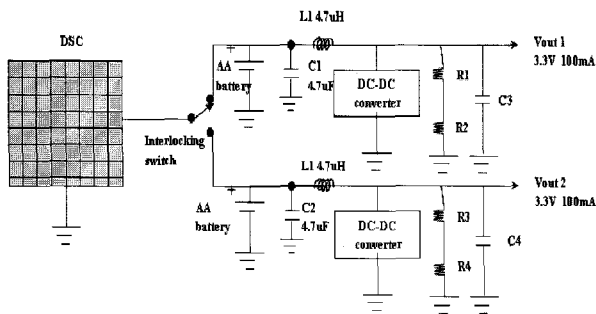 L1 4.7uH
DSC
Vout 1
3.3V 100mA
AA
battery
C1
4.7uF
DC-DC
converter
R1
C3
R2
Interlocking
switch
L1 4.7uH
Vout 2
3.3V 100mA
AA
battery
C2
4.7uF
DC-DC
converter
R3
C4
R4